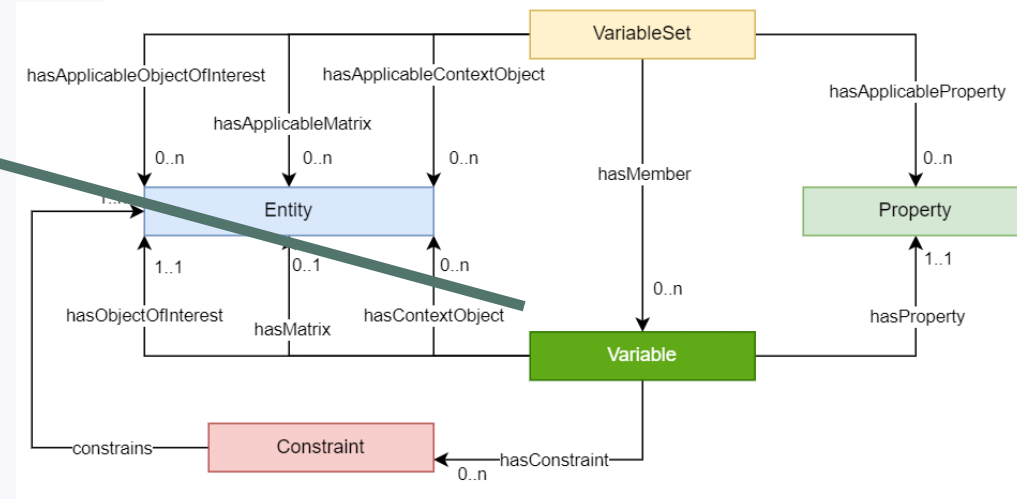 VariableSet
hasApplicableObjectOfInterest
hasApplicableContextObject
hasApplicableProperty
hasApplicableMatrix
0..n
0..n
0..n
0..n
hasMember
Entity
Property
1..1
0..1
0..n
1..1
0..n
hasObjectOfInterest
hasMatrix
hasContextObject
hasProperty
Variable
Constraint
constrains
hasConstraint
0..n